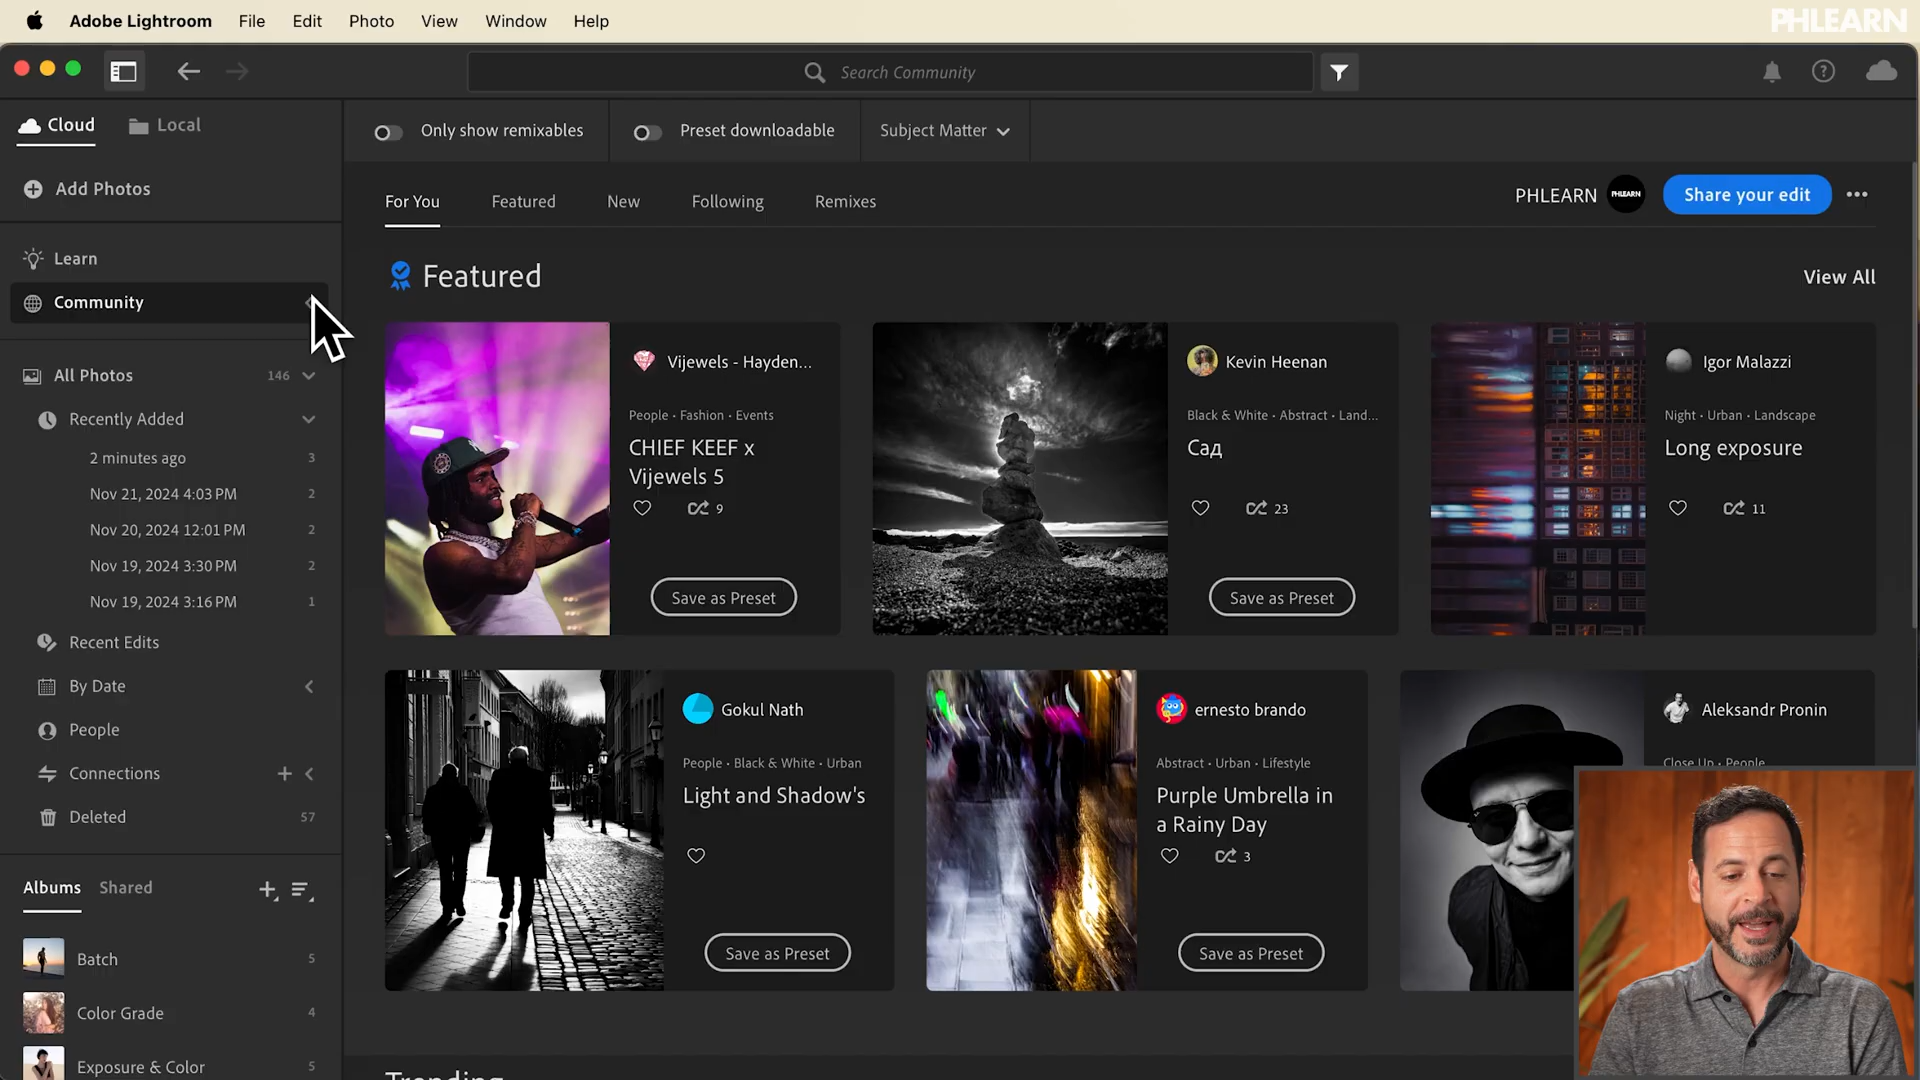 Adobe Lightroom File Edit Photo View Window Help
PHLEARN
Search Community
Cloud Local
Only show remixables
Preset downloadable
Subject Matter
Add Photos
For You Featured New Following Remixes
PHLEARN
PHLEARN
Share your edit
Learn
Community
Featured
View All
All Photos 146
Recently Added
2 minutes ago 3
Nov 21, 2024 4:03 PM 2
Nov 20, 2024 12:01 PM 2
Nov 19, 2024 3:30 PM 2
Nov 19, 2024 3:16 PM 1
Recent Edits
By Date
People
Connections
Deleted 57
Albums Shared
Batch 5
Color Grade 4
Exposure & Color 5
Vijewels - Hayden...
People • Fashion • Events
CHIEF KEEF x
Vijewels 5
9
Save as Preset
Kevin Heenan
Black & White • Abstract • Land...
Сад
23
Save as Preset
Igor Malazzi
Night • Urban • Landscape
Long exposure
11
Gokul Nath
People • Black & White • Urban
Light and Shadow's
Save as Preset
ernesto brando
Abstract • Urban • Lifestyle
Purple Umbrella in
a Rainy Day
3
Save as Preset
Aleksandr Pronin
Close Up • People
Trending